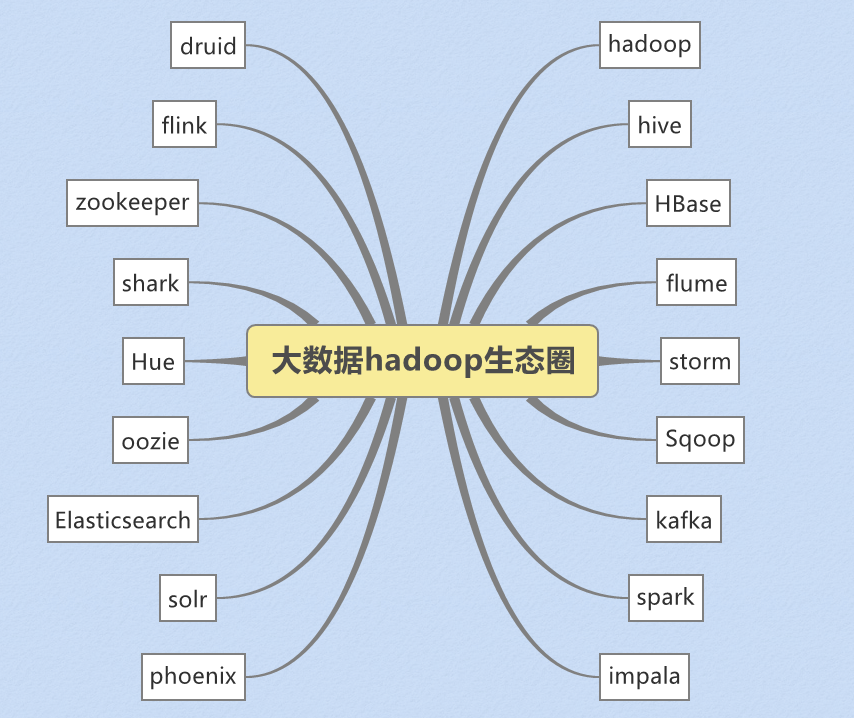 druid
hadoop
flink
hive
zookeeper
HBase
shark
flume
Hue
大数据hadoop生态圈
storm
oozie
Sqoop
Elasticsearch
kafka
solr
spark
phoenix
impala